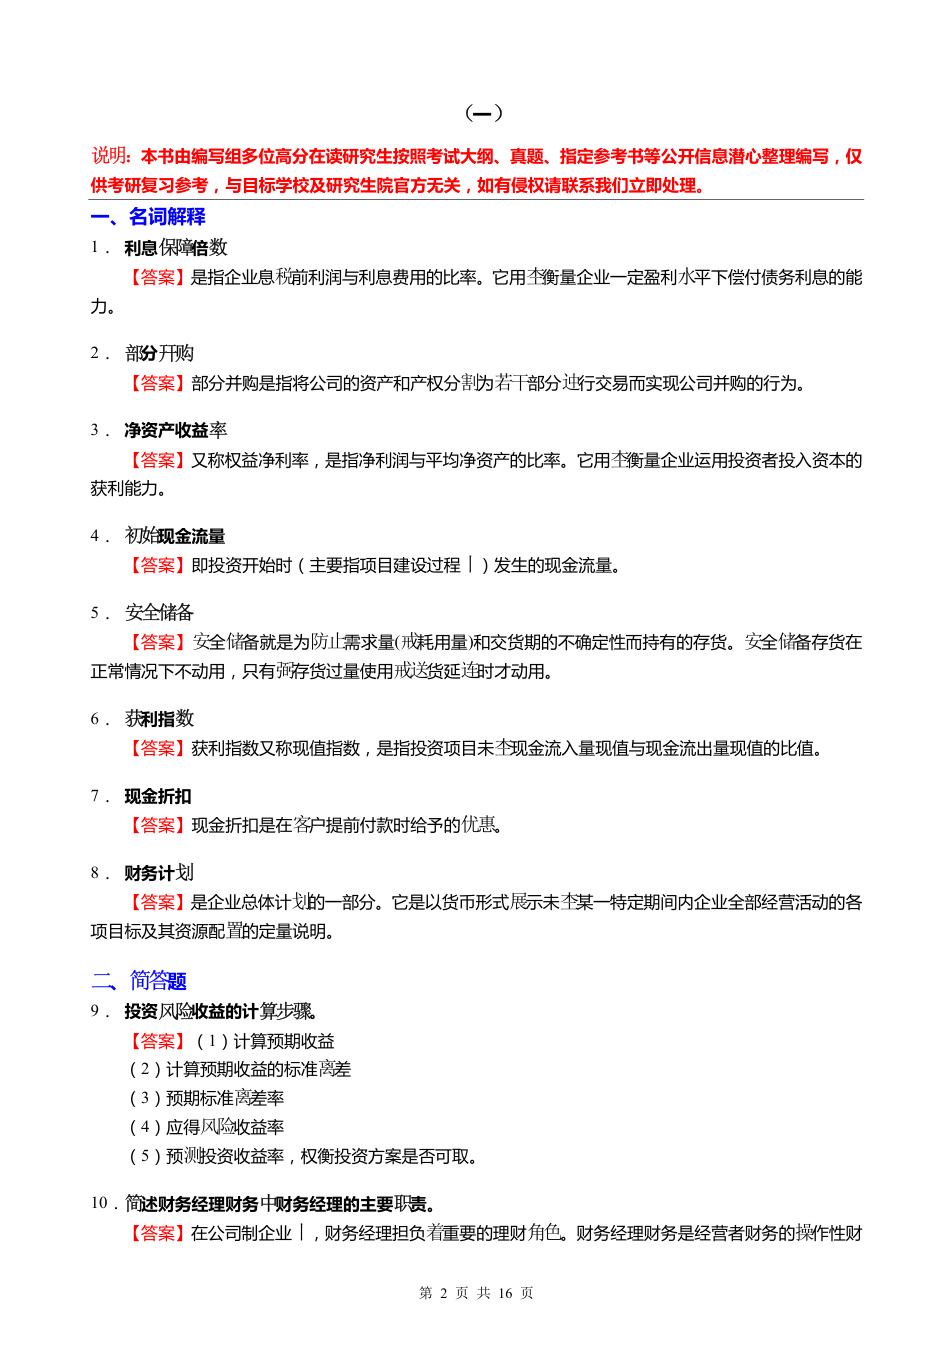 （一）
说明：本书由编写组多位高分在读研究生按照考试大纲、真题、指定参考书等公开信息潜心整理编写，仅
供考研复习参考，与目标学校及研究生院官方无关，如有侵权请联系我们立即处理。
一、名词解释
1． 利息保障倍数
【答案】是指企业息税前利润与利息费用的比率。它用来衡量企业一定盈利水平下偿付债务利息的能
力。
2． 部分并购
【答案】部分并购是指将公司的资产和产权分割为若干部分进行交易而实现公司并购的行为。
3． 净资产收益率
【答案】又称权益净利率，是指净利润与平均净资产的比率。它用来衡量企业运用投资者投入资本的
获利能力。
4． 初始现金流量
【答案】即投资开始时（主要指项目建设过程中）发生的现金流量。
5． 安全储备
【答案】安全储备就是为防止需求量(或耗用量)和交货期的不确定性而持有的存货。安全储备存货在
正常情况下不动用，只有当存货过量使用或送货延迟时才动用。
6． 获利指数
【答案】获利指数又称现值指数，是指投资项目未来现金流入量现值与现金流出量现值的比值。
7． 现金折扣
【答案】现金折扣是在客户提前付款时给予的优惠。
8． 财务计划
【答案】是企业总体计划的一部分。它是以货币形式展示未来某一特定期间内企业全部经营活动的各
项目标及其资源配置的定量说明。
二、简答题
9． 投资风险收益的计算步骤。
【答案】（1）计算预期收益
（2）计算预期收益的标准离差
（3）预期标准离差率
（4）应得风险收益率
（5）预测投资收益率，权衡投资方案是否可取。
10．简述财务经理财务中财务经理的主要职责。
【答案】在公司制企业中，财务经理担负着重要的理财角色。财务经理财务是经营者财务的操作性财
第 2 页 共 16 页